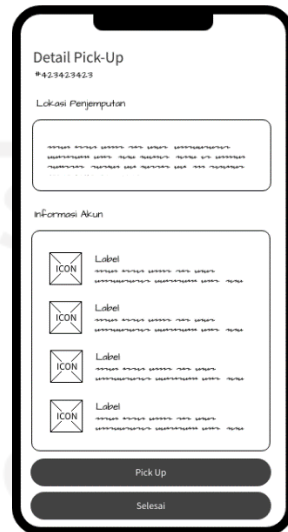 Detail Pick-Up
#423423423
Lokasi Penjemputan
Informasi Akun
ICON
Label
ICON
Label
ICON
Label
ICON
Label
Pick Up
Selesai